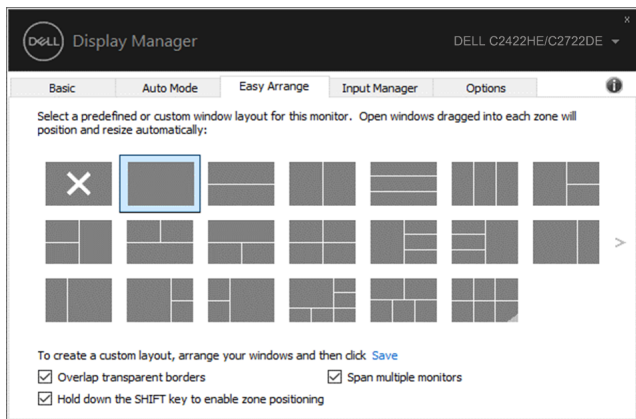 x
DELL Display Manager
DELL C2422HE/C2722DE
Basic Auto Mode Easy Arrange Input Manager Options
Select a predefined or custom window layout for this monitor. Open windows dragged into each zone will
position and resize automatically:
To create a custom layout, arrange your windows and then click Save
Overlap transparent borders Span multiple monitors
Hold down the SHIFT key to enable zone positioning